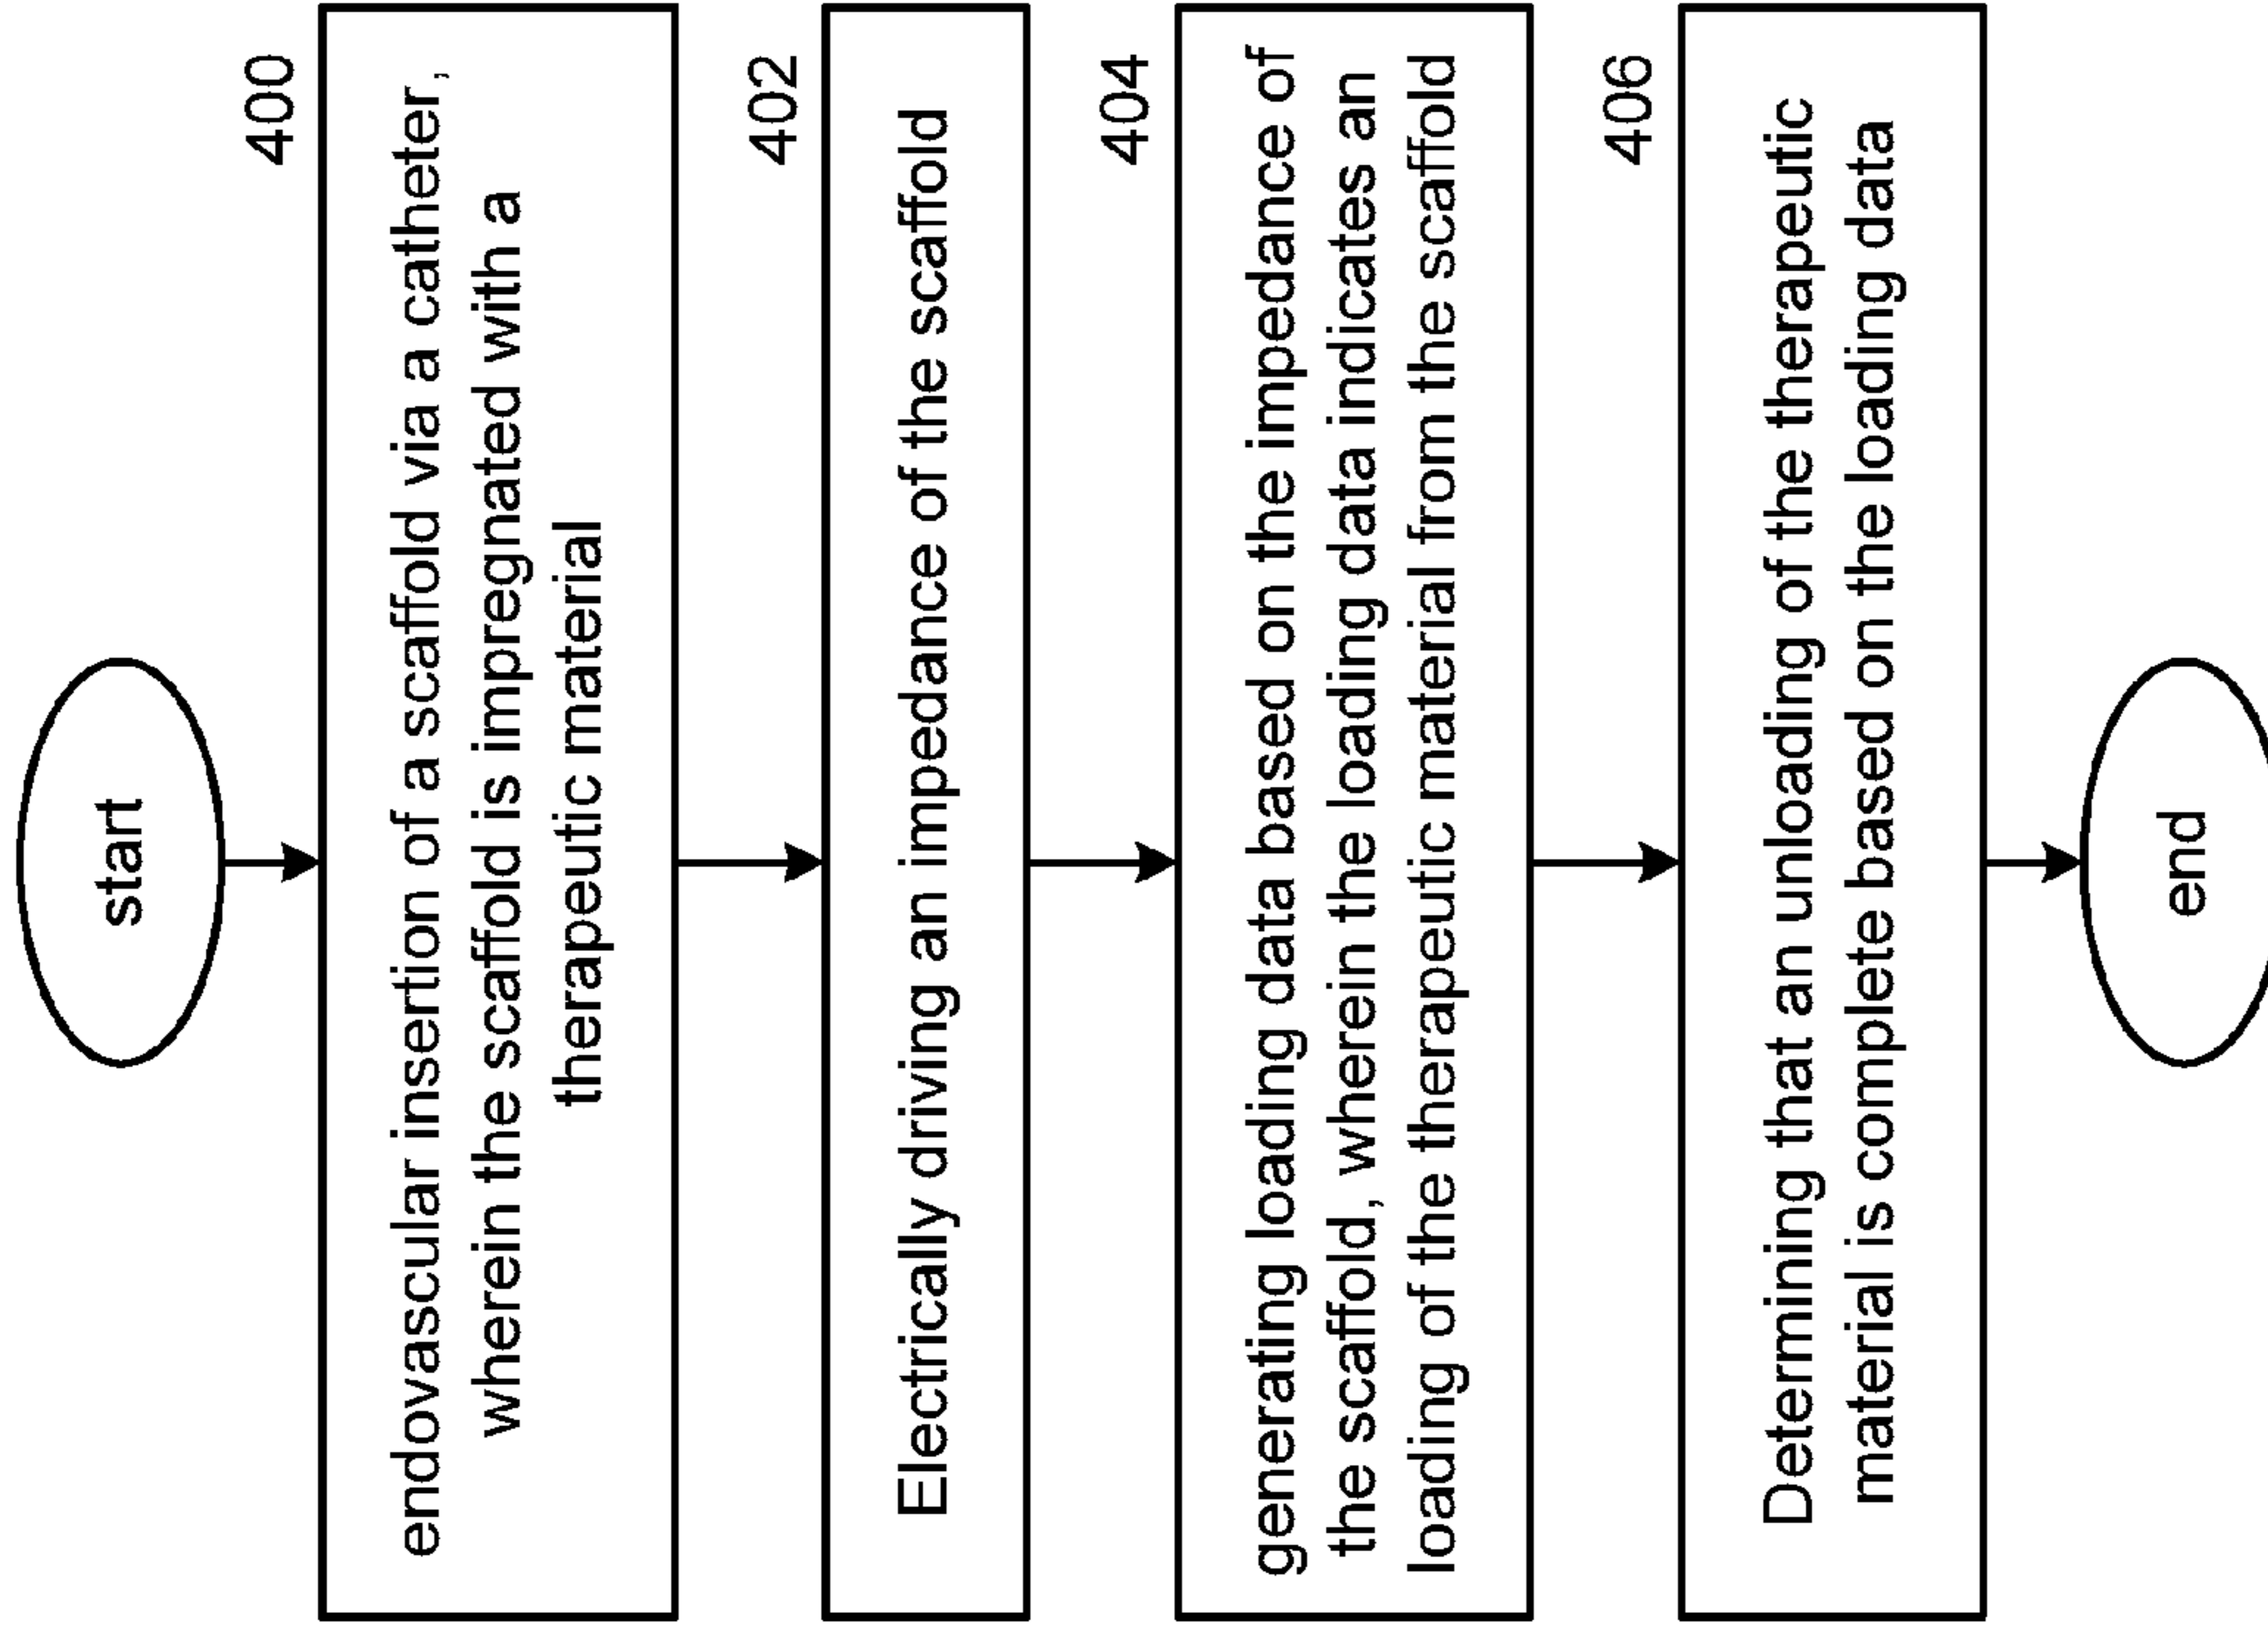 start
400
endovascular insertion of a scaffold via a catheter,
wherein the scaffold is impregnated with a
therapeutic material
402
Electrically driving an impedance of the scaffold
404
generating loading data based on the impedance of
the scaffold, wherein the loading data indicates an
loading of the therapeutic material from the scaffold
406
Determining that an unloading of the therapeutic
material is complete based on the loading data
end